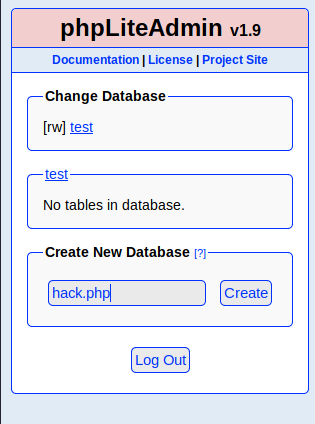 phpLiteAdmin v1.9
Documentation | License | Project Site
Change Database
[rw] test
test
No tables in database.
Create New Database [?]
hack.php Create
Log Out